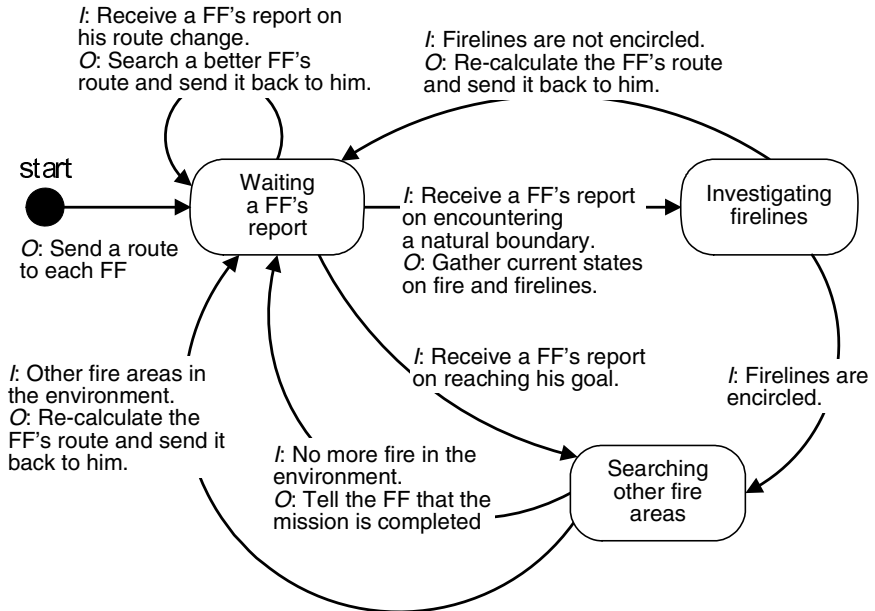 I: Receive a FF's report on
his route change.
O: Search a better FF's
route and send it back to him.
I: Firelines are not encircled.
O: Re-calculate the FF's route
and send it back to him.
start
Waiting
a FF's
report
I: Receive a FF's report
on encountering
a natural boundary.
O: Gather current states
on fire and firelines.
Investigating
firelines
O: Send a route
to each FF
I: Other fire areas in
the environment.
O: Re-calculate the
FF's route and send it
back to him.
I: Receive a FF's report
on reaching his goal.
I: Firelines are
encircled.
I: No more fire in the
environment.
O: Tell the FF that the
mission is completed
Searching
other fire
areas